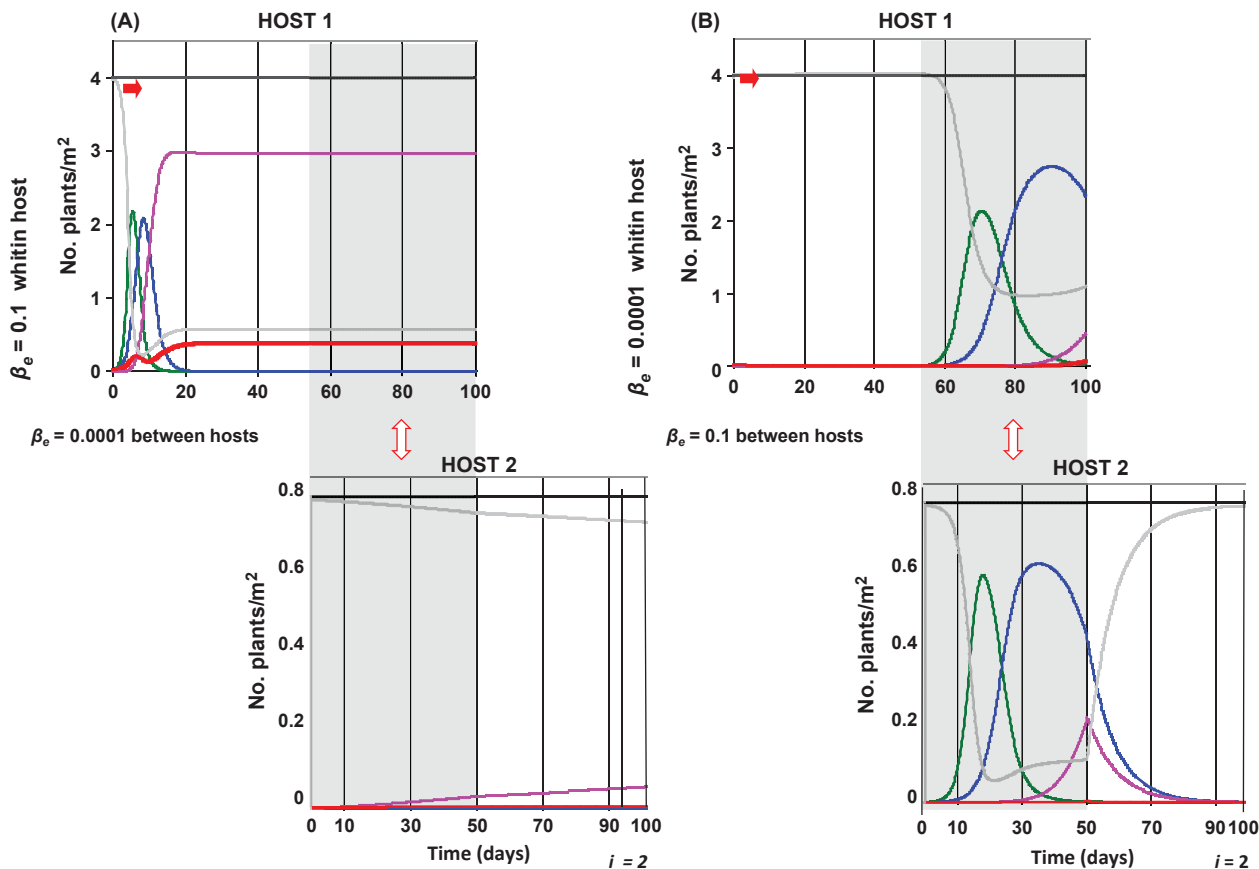 (A)
HOST 1
βe = 0.1 whitin host
No. plants/m2
4
3
2
1
0
0 20 40 60 80 100
βe = 0.0001 between hosts
HOST 2
No. plants/m2
0.8
0.6
0.4
0.2
0
0 10 30 50 70 90 100
Time (days)
i = 2
(B)
HOST 1
βe = 0.0001 whitin host
No. plants/m2
4
3
2
1
0
0 20 40 60 80 100
βe = 0.1 between hosts
HOST 2
No. plants/m2
0.8
0.6
0.4
0.2
0
0 10 30 50 70 90 100
Time (days)
i = 2